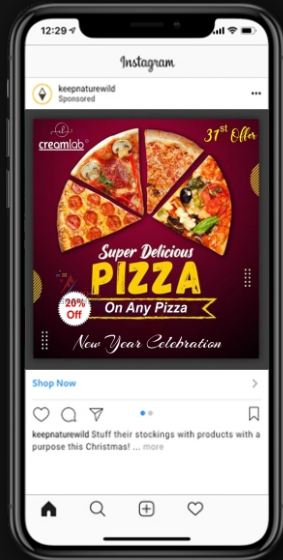 12:29
Instagram
keepnaturewild
Sponsored
creamlab
31st Offer
Super Delicious
PIZZA
20%
Off
On Any Pizza
New Year Celebration
Shop Now
keepnaturewild Stuff their stockings with products with a
purpose this Christmas! ... more